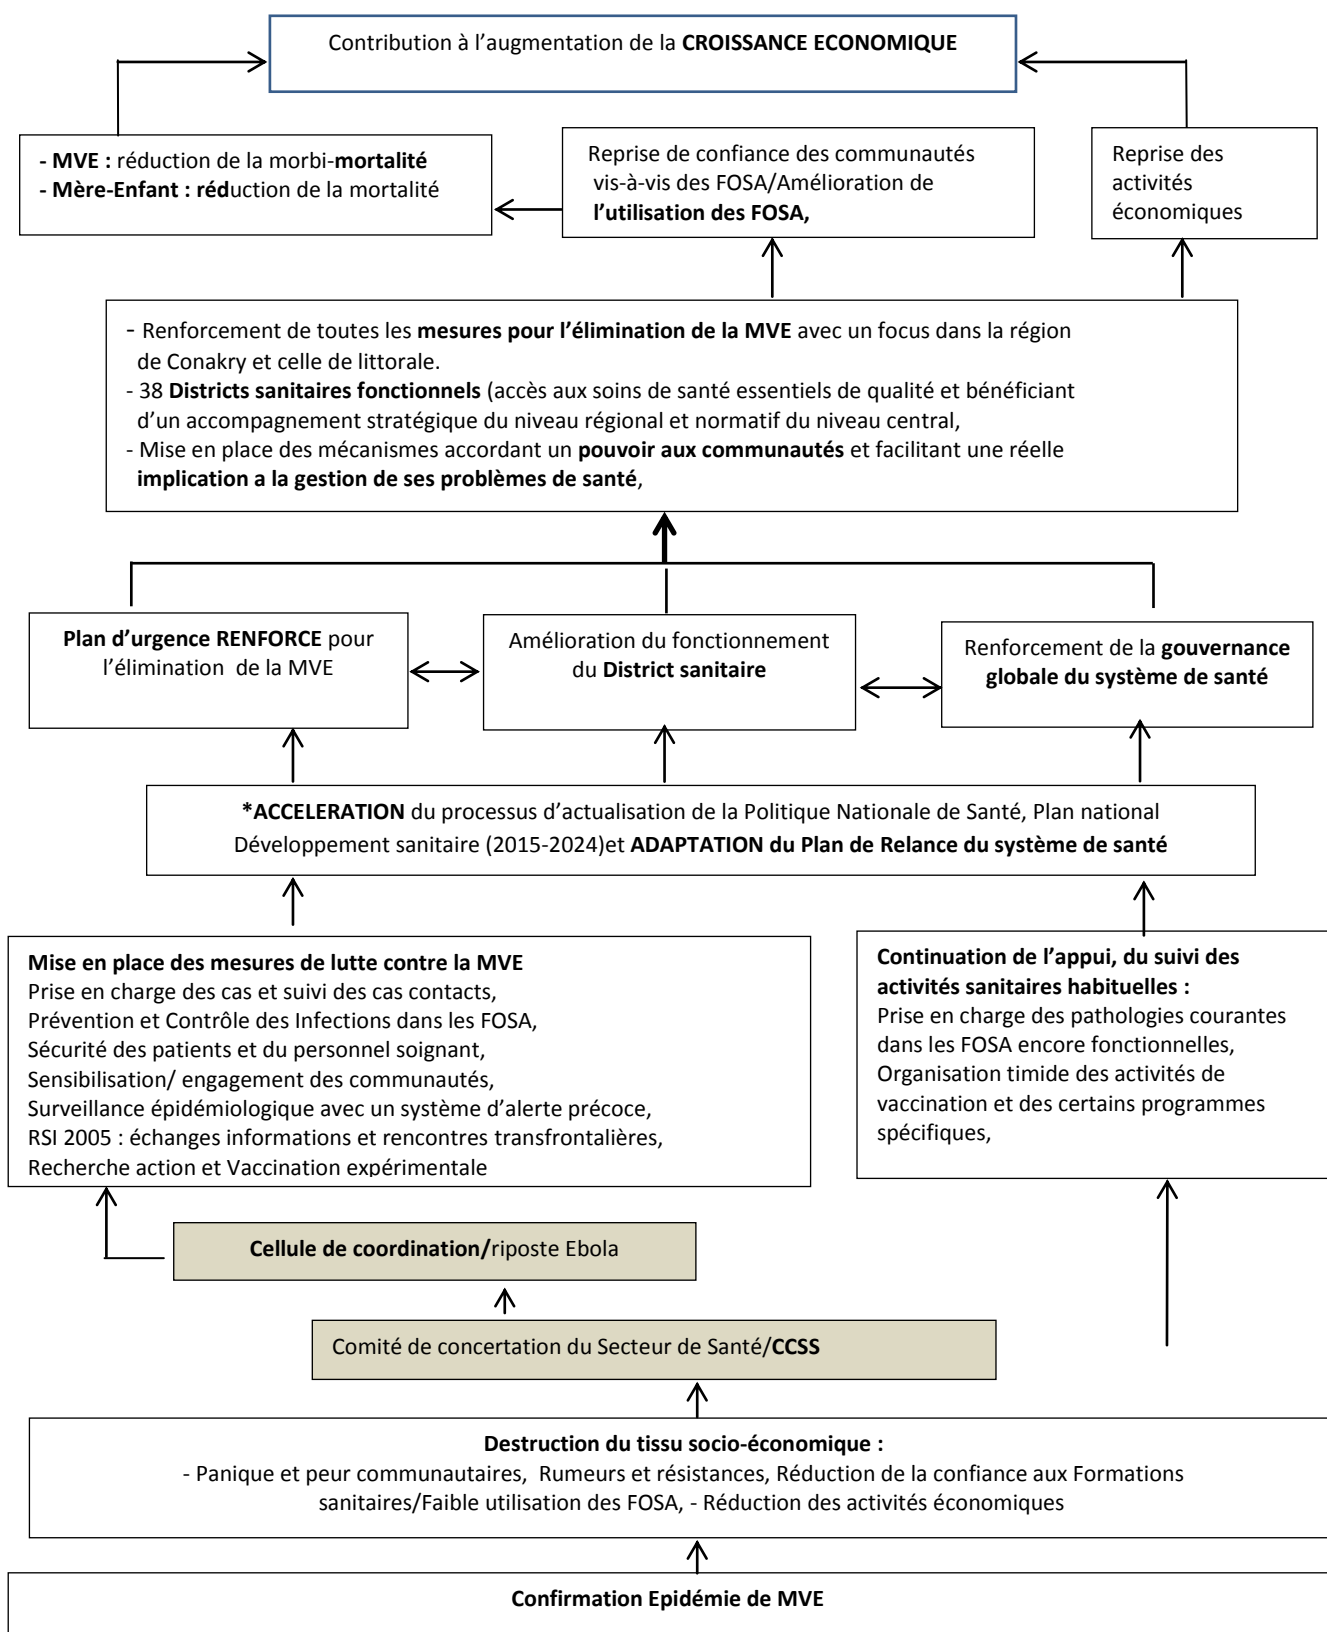 Contribution à l’augmentation de la CROISSANCE ECONOMIQUE
- MVE : réduction de la morbi-mortalité
- Mère-Enfant : réduction de la mortalité
Reprise de confiance des communautés
vis-à-vis des FOSA/Amélioration de
l’utilisation des FOSA,
Reprise des
activités
économiques
- Renforcement de toutes les mesures pour l’élimination de la MVE avec un focus dans la région
de Conakry et celle de littorale.
- 38 Districts sanitaires fonctionnels (accès aux soins de santé essentiels de qualité et bénéficiant
d’un accompagnement stratégique du niveau régional et normatif du niveau central,
- Mise en place des mécanismes accordant un pouvoir aux communautés et facilitant une réelle
implication a la gestion de ses problèmes de santé,
Plan d’urgence RENFORCE pour
l’élimination de la MVE
Amélioration du fonctionnement
du District sanitaire
Renforcement de la gouvernance
globale du système de santé
*ACCELERATION du processus d’actualisation de la Politique Nationale de Santé, Plan national
Développement sanitaire (2015-2024)et ADAPTATION du Plan de Relance du système de santé
Mise en place des mesures de lutte contre la MVE
Prise en charge des cas et suivi des cas contacts,
Prévention et Contrôle des Infections dans les FOSA,
Sécurité des patients et du personnel soignant,
Sensibilisation/ engagement des communautés,
Surveillance épidémiologique avec un système d’alerte précoce,
RSI 2005 : échanges informations et rencontres transfrontalières,
Recherche action et Vaccination expérimentale
Continuation de l’appui, du suivi des
activités sanitaires habituelles :
Prise en charge des pathologies courantes
dans les FOSA encore fonctionnelles,
Organisation timide des activités de
vaccination et des certains programmes
spécifiques,
Cellule de coordination/riposte Ebola
Comité de concertation du Secteur de Santé/CCSS
Destruction du tissu socio-économique :
- Panique et peur communautaires, Rumeurs et résistances, Réduction de la confiance aux Formations
sanitaires/Faible utilisation des FOSA, - Réduction des activités économiques
Confirmation Epidémie de MVE